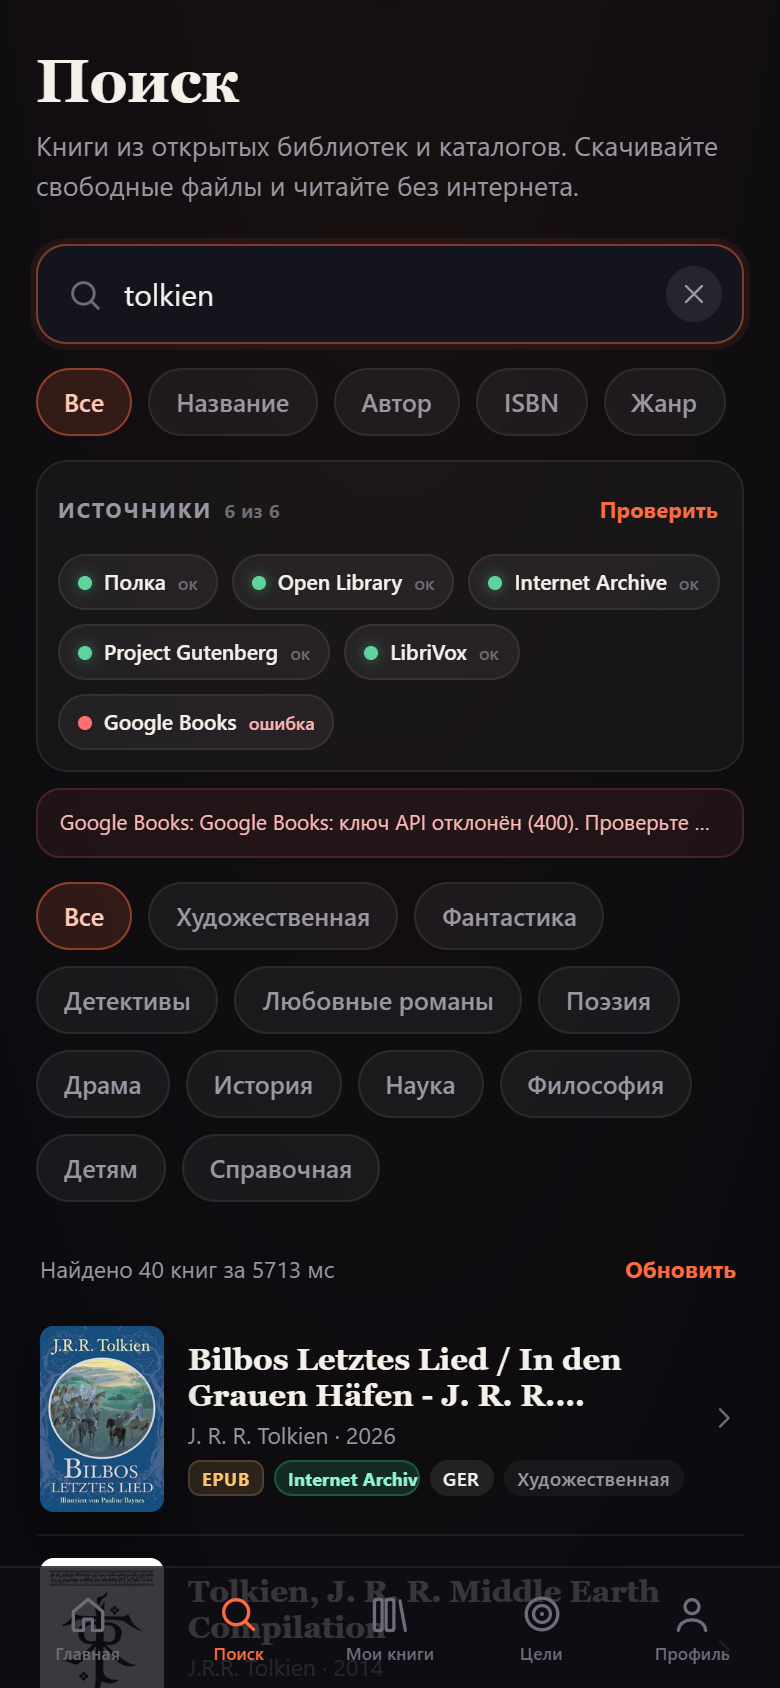 Поиск
Книги из открытых библиотек и каталогов. Скачивайте
свободные файлы и читайте без интернета.
tolkien
Все Название Автор ISBN Жанр
ИСТОЧНИКИ 6 из 6 Проверить
Полка ок Open Library ок Internet Archive ок
Project Gutenberg ок LibriVox ок
Google Books ошибка
Google Books: Google Books: ключ API отклонён (400). Проверьте ...
Все Художественная Фантастика
Детективы Любовные романы Поэзия
Драма История Наука Философия
Детям Справочная
Найдено 40 книг за 5713 мс Обновить
J.R.R. Tolkien
BILBOS
LETZTES LIED
Illustriert von Pauline Baynes
Bilbos Letztes Lied / In den
Grauen Häfen - J. R. R....
J. R. R. Tolkien · 2026
EPUB Internet Archiv GER Художественная
Tolkien, J. R. R. Middle Earth
Compilation
J.R.R. Tolkien · 2014
Главная Поиск Мои книги Цели Профиль